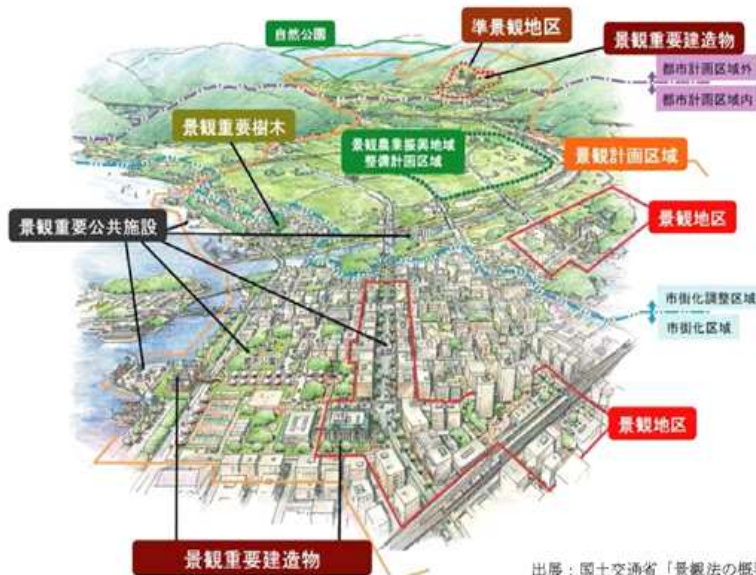 自然公園
準景観地区
景観重要建造物
都市計画区域外
都市計画区域内
景観重要樹木
景観農業振興地域
整備計画区域
景観計画区域
景観重要公共施設
景観地区
市街化調整区域
市街化区域
景観地区
景観重要建造物
出展：国土交通省「景観法の概